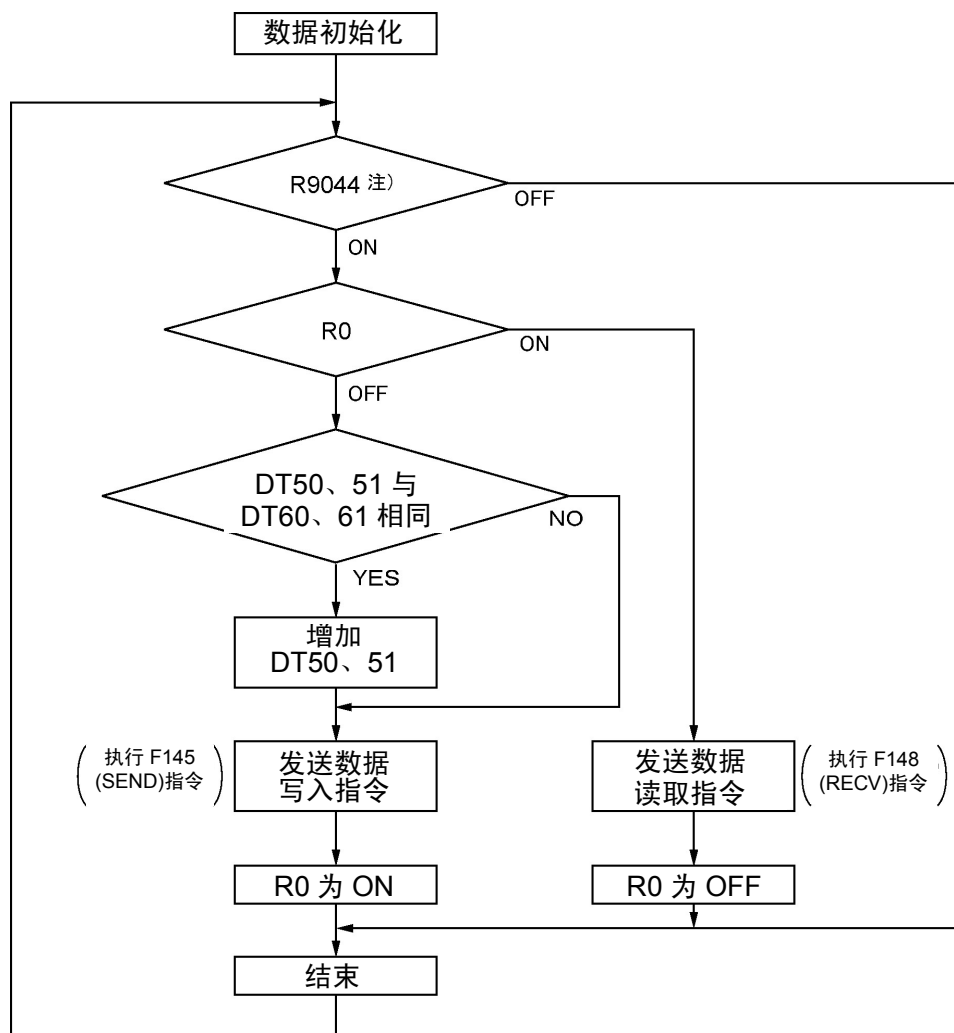 数据初始化
R9044 注)
OFF
ON
R0
ON
OFF
DT50、51 与
DT60、61 相同
NO
YES
增加
DT50、51
执行 F145
(SEND)指令
发送数据
写入指令
发送数据
读取指令
执行 F148
(RECV)指令
R0 为 ON
R0 为 OFF
结束